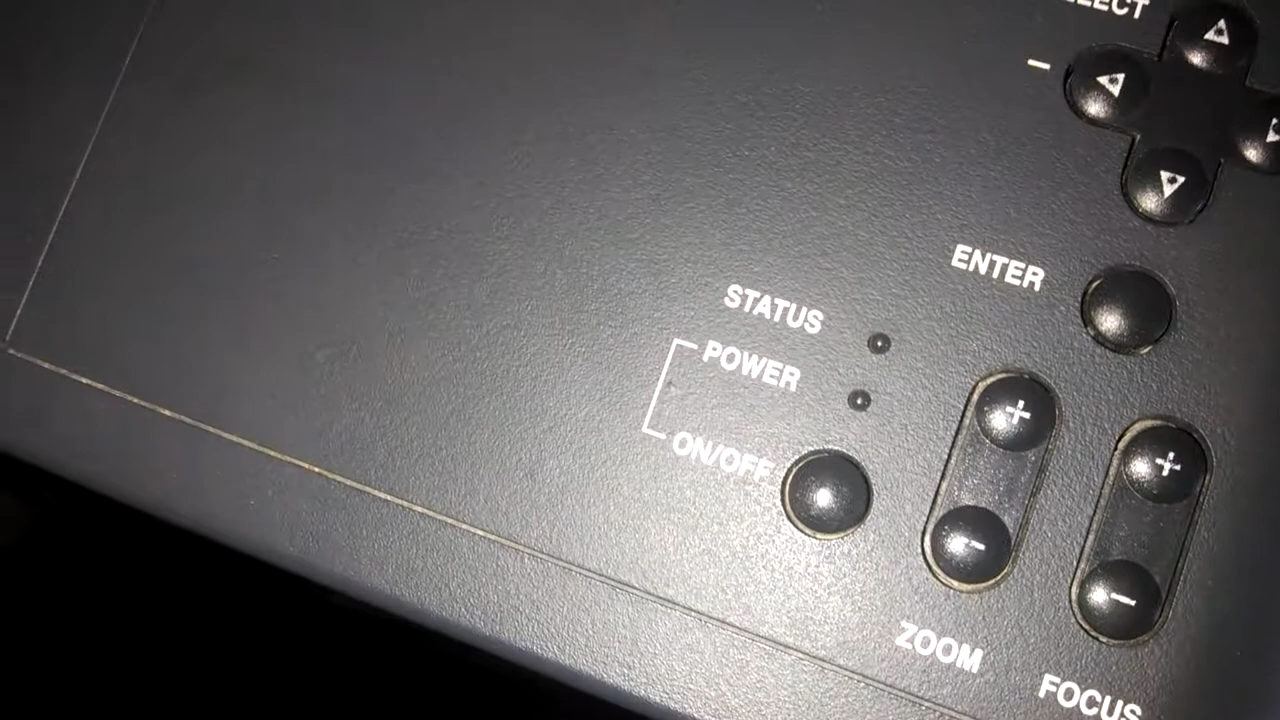 −
ENTER
STATUS
POWER
ON/OFF
+
−
+
−
ZOOM
FOCUS